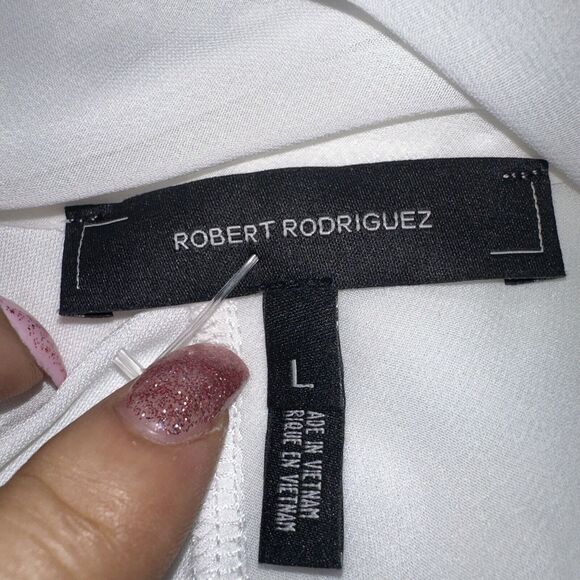 ROBERT RODRIGUEZ
L
ADE IN VIETNAM
RIQUE EN VIETNAM